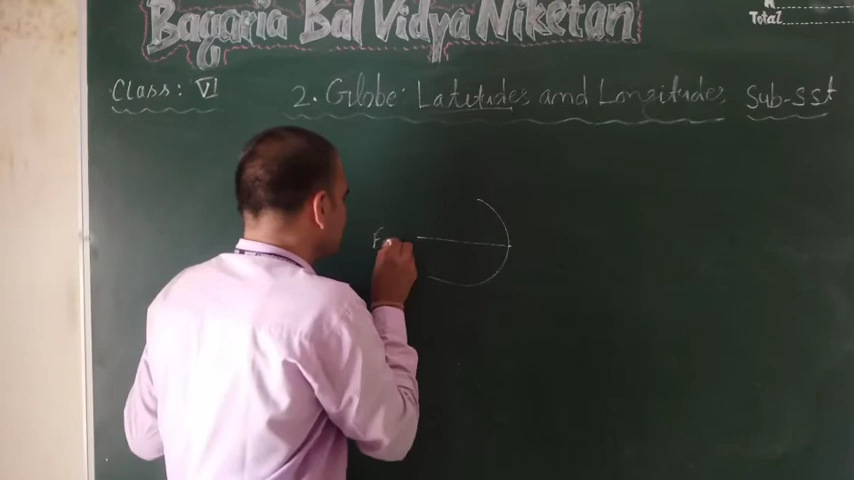 Bagaria Bal Vidya Niketan
Total
Class: VI
2. Globe: Latitudes and Longitudes
Sub-SST